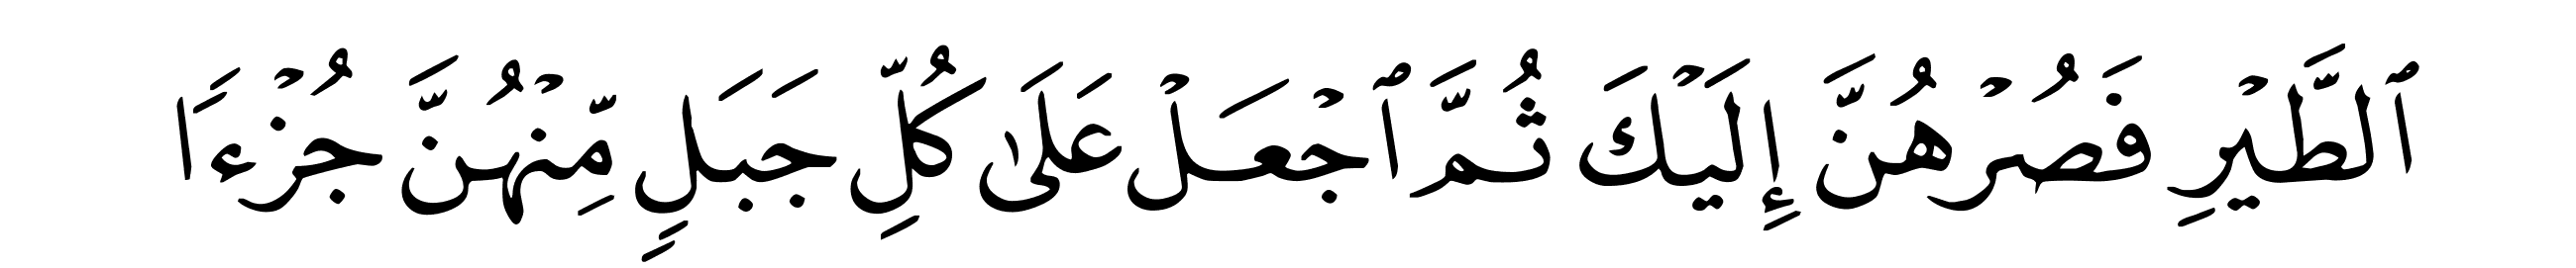 ٱلطَّيْرِ فَصُرْهُنَّ إِلَيْكَ ثُمَّ ٱجْعَلْ عَلَىٰ كُلِّ جَبَلٍ مِّنْهُنَّ جُزْءًا